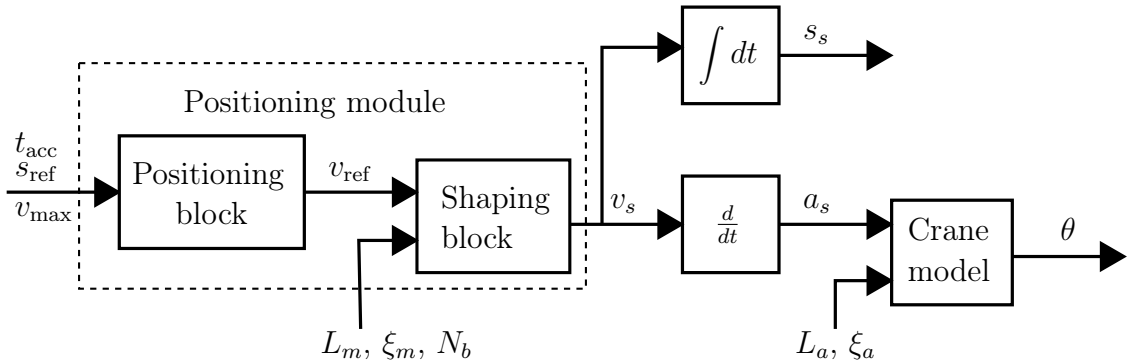 ∫ dt
s_s
Positioning module
t_acc
s_ref
v_max
Positioning
block
v_ref
Shaping
block
v_s
d/dt
a_s
Crane
model
θ
L_m, ξ_m, N_b
L_a, ξ_a